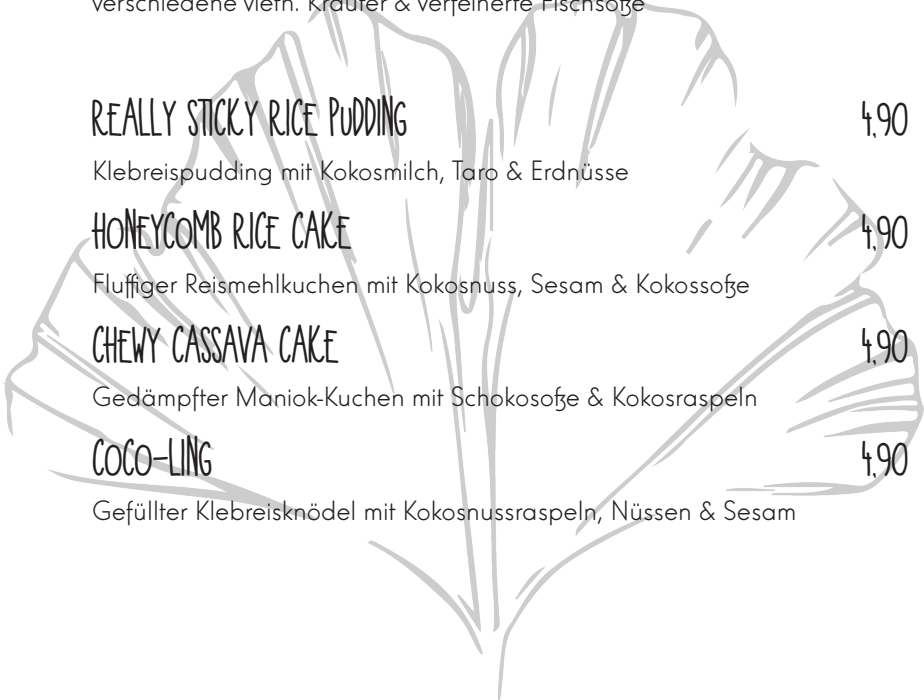 verschiedene vietn. Kräuter & verfeinerte Fischsoße
REALLY STICKY RICE PUDDING 4,90
Klebreispudding mit Kokosmilch, Taro & Erdnüsse
HONEYCOMB RICE CAKE 4,90
Fluffiger Reismehlkuchen mit Kokosnuss, Sesam & Kokossoße
CHEWY CASSAVA CAKE 4,90
Gedämpfter Maniok-Kuchen mit Schokosoße & Kokosraspeln
COCO-LING 4,90
Gefüllter Klebreisknödel mit Kokosnussraspeln, Nüssen & Sesam